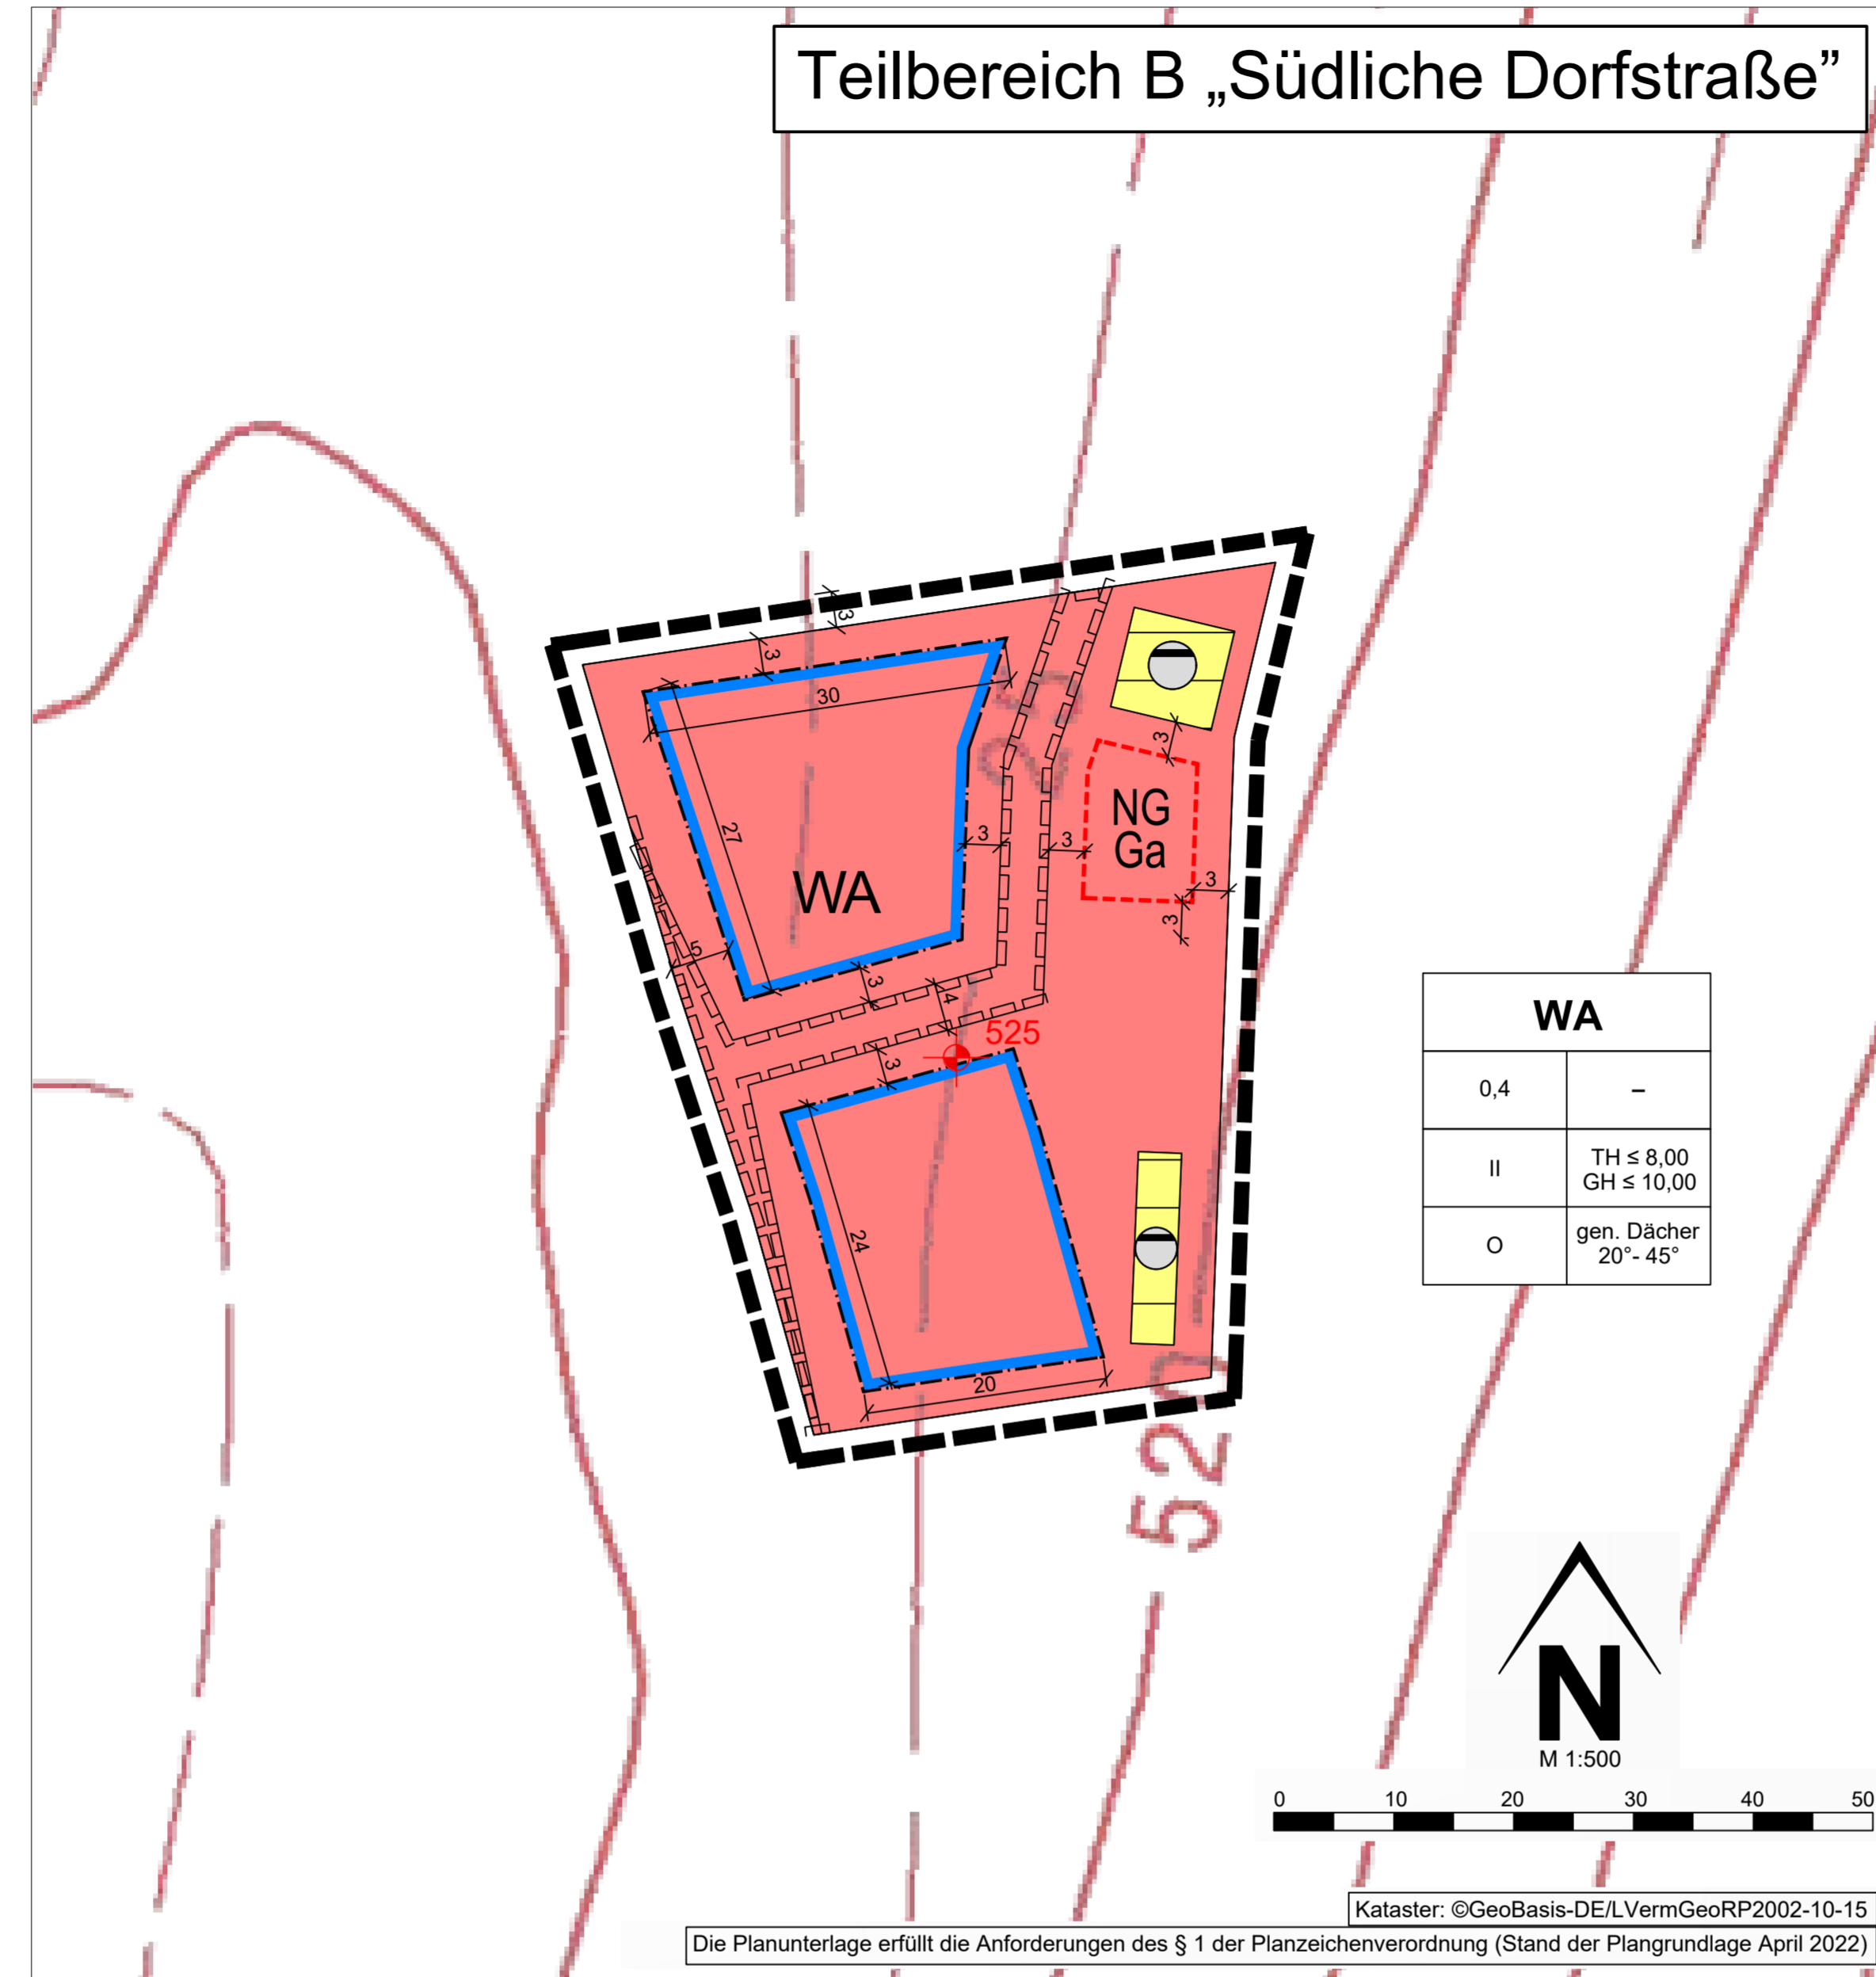 Teilbereich B „Südliche Dorfstraße”
3
3
30
27
525
3
NG
Ga
3
3
3
3
WA
5
3
4
525
3
24
20
520
WA
0,4 –
II TH ≤ 8,00
GH ≤ 10,00
O gen. Dächer
20°- 45°
N
M 1:500
0 10 20 30 40 50
Kataster: ©GeoBasis-DE/LVermGeoRP2002-10-15
Die Planunterlage erfüllt die Anforderungen des § 1 der Planzeichenverordnung (Stand der Plangrundlage April 2022)